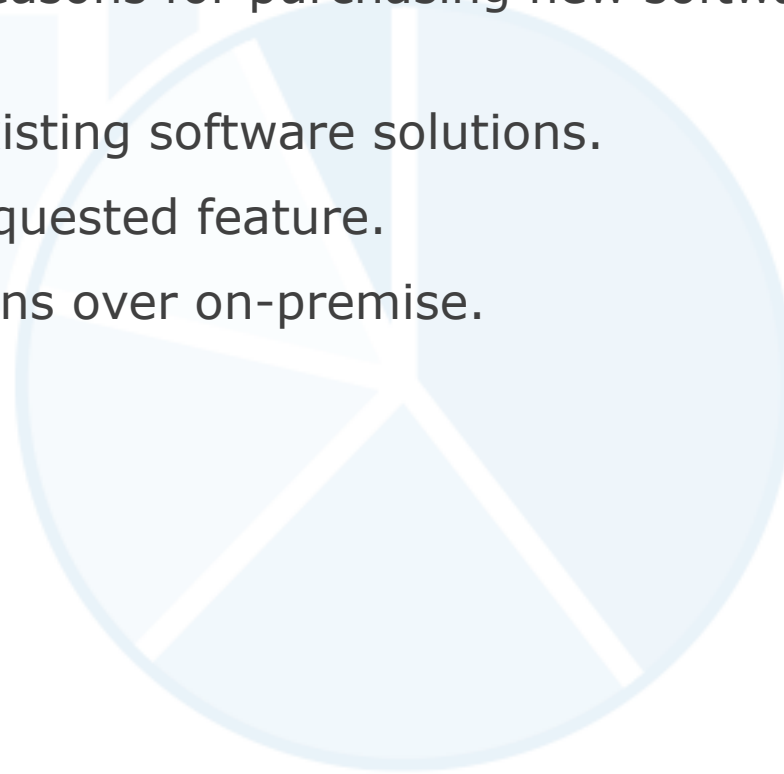 easons for purchasing new softw
isting software solutions.
quested feature.
ns over on-premise.